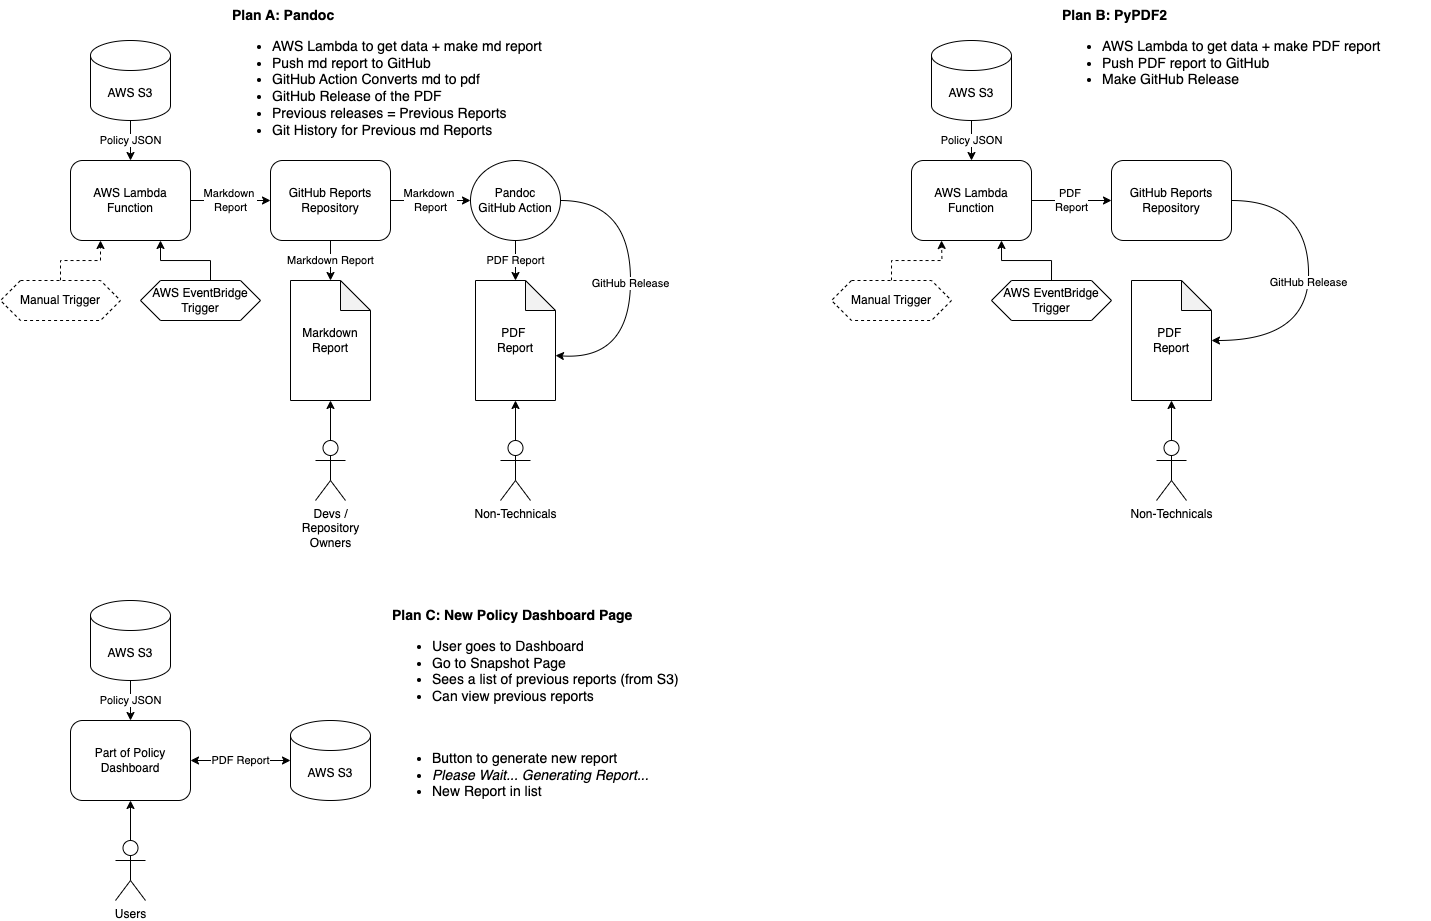 Plan A: Pandoc
• AWS Lambda to get data + make md report
• Push md report to GitHub
• GitHub Action Converts md to pdf
• GitHub Release of the PDF
• Previous releases = Previous Reports
• Git History for Previous md Reports
AWS S3
Policy JSON
AWS Lambda
Function
Markdown
Report
GitHub Reports
Repository
Markdown
Report
Pandoc
GitHub Action
Manual Trigger
AWS EventBridge
Trigger
Markdown Report
PDF Report
GitHub Release
Markdown
Report
PDF
Report
Devs /
Repository
Owners
Non-Technicals
Plan B: PyPDF2
• AWS Lambda to get data + make PDF report
• Push PDF report to GitHub
• Make GitHub Release
AWS S3
Policy JSON
AWS Lambda
Function
PDF
Report
GitHub Reports
Repository
Manual Trigger
AWS EventBridge
Trigger
GitHub Release
PDF
Report
Non-Technicals
Plan C: New Policy Dashboard Page
• User goes to Dashboard
• Go to Snapshot Page
• Sees a list of previous reports (from S3)
• Can view previous reports
• Button to generate new report
• Please Wait... Generating Report...
• New Report in list
AWS S3
Policy JSON
Part of Policy
Dashboard
PDF Report
AWS S3
Users